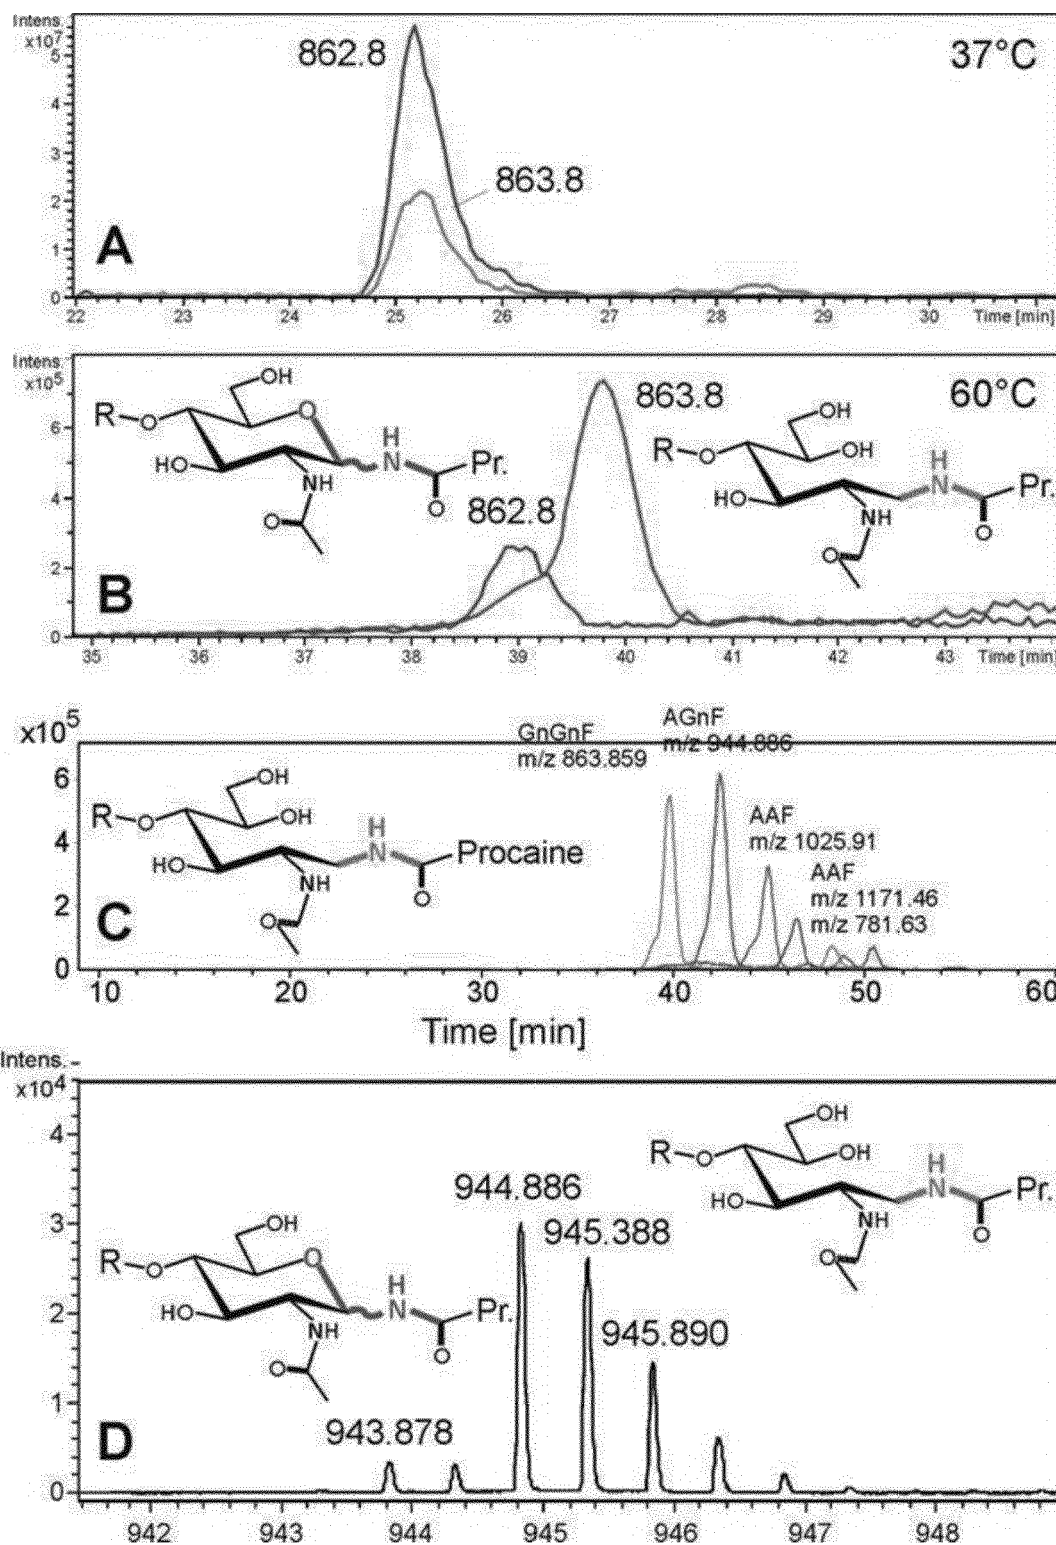 Intens.
x10⁷
862.8
37°C
5
4
863.8
3
2
A
1
0
22 23 24 25 26 27 28 29 30 Time [min]
Intens.
x10⁵
OH
863.8
60°C
R O O
H
N Pr.
OH
6
R O OH
HO NH O
H
N Pr.
4
862.8
HO NH O
O
O
2
B
0
35 36 37 38 39 40 41 42 43 Time [min]
x10⁵
GnGnF
m/z 863.859
AGnF
m/z 944.886
6
OH
R O OH
AAF
m/z 1025.91
4
HO
H
N Procaine
AAF
m/z 1171.46
m/z 781.63
NH O
2
C
O
0
10 20 30 40 50 60
Time [min]
Intens.
x10⁴
OH
4
R O OH
H
N Pr.
944.886
HO NH O
945.388
3
OH
O
R O O
H
N Pr.
2
HO NH O
945.890
O
1
D
943.878
0
942 943 944 945 946 947 948